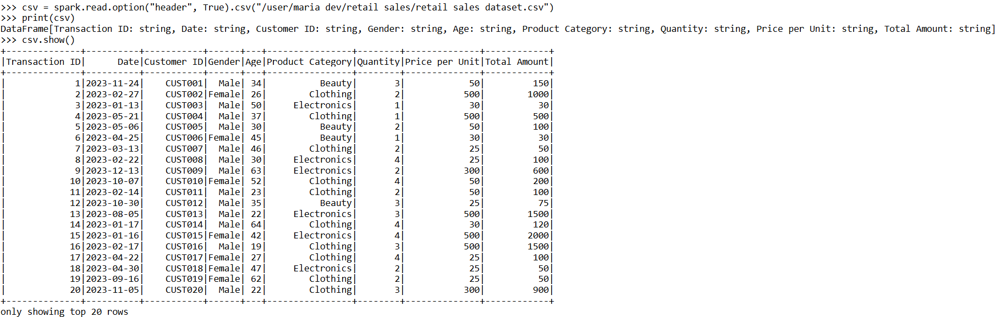 >>> csv = spark.read.option("header", True).csv("/user/maria dev/retail sales/retail sales dataset.csv")
>>> print(csv)
DataFrame[Transaction ID: string, Date: string, Customer ID: string, Gender: string, Age: string, Product Category: string, Quantity: string, Price per Unit: string, Total Amount: string]
>>> csv.show()
+--------------+----------+-----------+------+---+----------------+--------+--------------+------------+
|Transaction ID|      Date|Customer ID|Gender|Age|Product Category|Quantity|Price per Unit|Total Amount|
+--------------+----------+-----------+------+---+----------------+--------+--------------+------------+
|             1|2023-11-24|    CUST001|  Male| 34|          Beauty|       3|            50|         150|
|             2|2023-02-27|    CUST002|Female| 26|        Clothing|       2|           500|        1000|
|             3|2023-01-13|    CUST003|  Male| 50|     Electronics|       1|            30|          30|
|             4|2023-05-21|    CUST004|  Male| 37|        Clothing|       1|           500|         500|
|             5|2023-05-06|    CUST005|  Male| 30|          Beauty|       2|            50|         100|
|             6|2023-04-25|    CUST006|Female| 45|          Beauty|       1|            30|          30|
|             7|2023-03-13|    CUST007|  Male| 46|        Clothing|       2|            25|          50|
|             8|2023-02-22|    CUST008|  Male| 30|     Electronics|       4|            25|         100|
|             9|2023-12-13|    CUST009|  Male| 63|     Electronics|       2|           300|         600|
|            10|2023-10-07|    CUST010|Female| 52|        Clothing|       4|            50|         200|
|            11|2023-02-14|    CUST011|  Male| 23|        Clothing|       2|            50|         100|
|            12|2023-10-30|    CUST012|  Male| 35|          Beauty|       3|            25|          75|
|            13|2023-08-05|    CUST013|  Male| 22|     Electronics|       3|           500|        1500|
|            14|2023-01-17|    CUST014|  Male| 64|        Clothing|       4|            30|         120|
|            15|2023-01-16|    CUST015|Female| 42|     Electronics|       4|           500|        2000|
|            16|2023-02-17|    CUST016|  Male| 19|        Clothing|       3|           500|        1500|
|            17|2023-04-22|    CUST017|Female| 27|        Clothing|       4|            25|         100|
|            18|2023-04-30|    CUST018|Female| 47|     Electronics|       2|            25|          50|
|            19|2023-09-16|    CUST019|Female| 62|        Clothing|       2|            25|          50|
|            20|2023-11-05|    CUST020|  Male| 22|        Clothing|       3|           300|         900|
+--------------+----------+-----------+------+---+----------------+--------+--------------+------------+
only showing top 20 rows